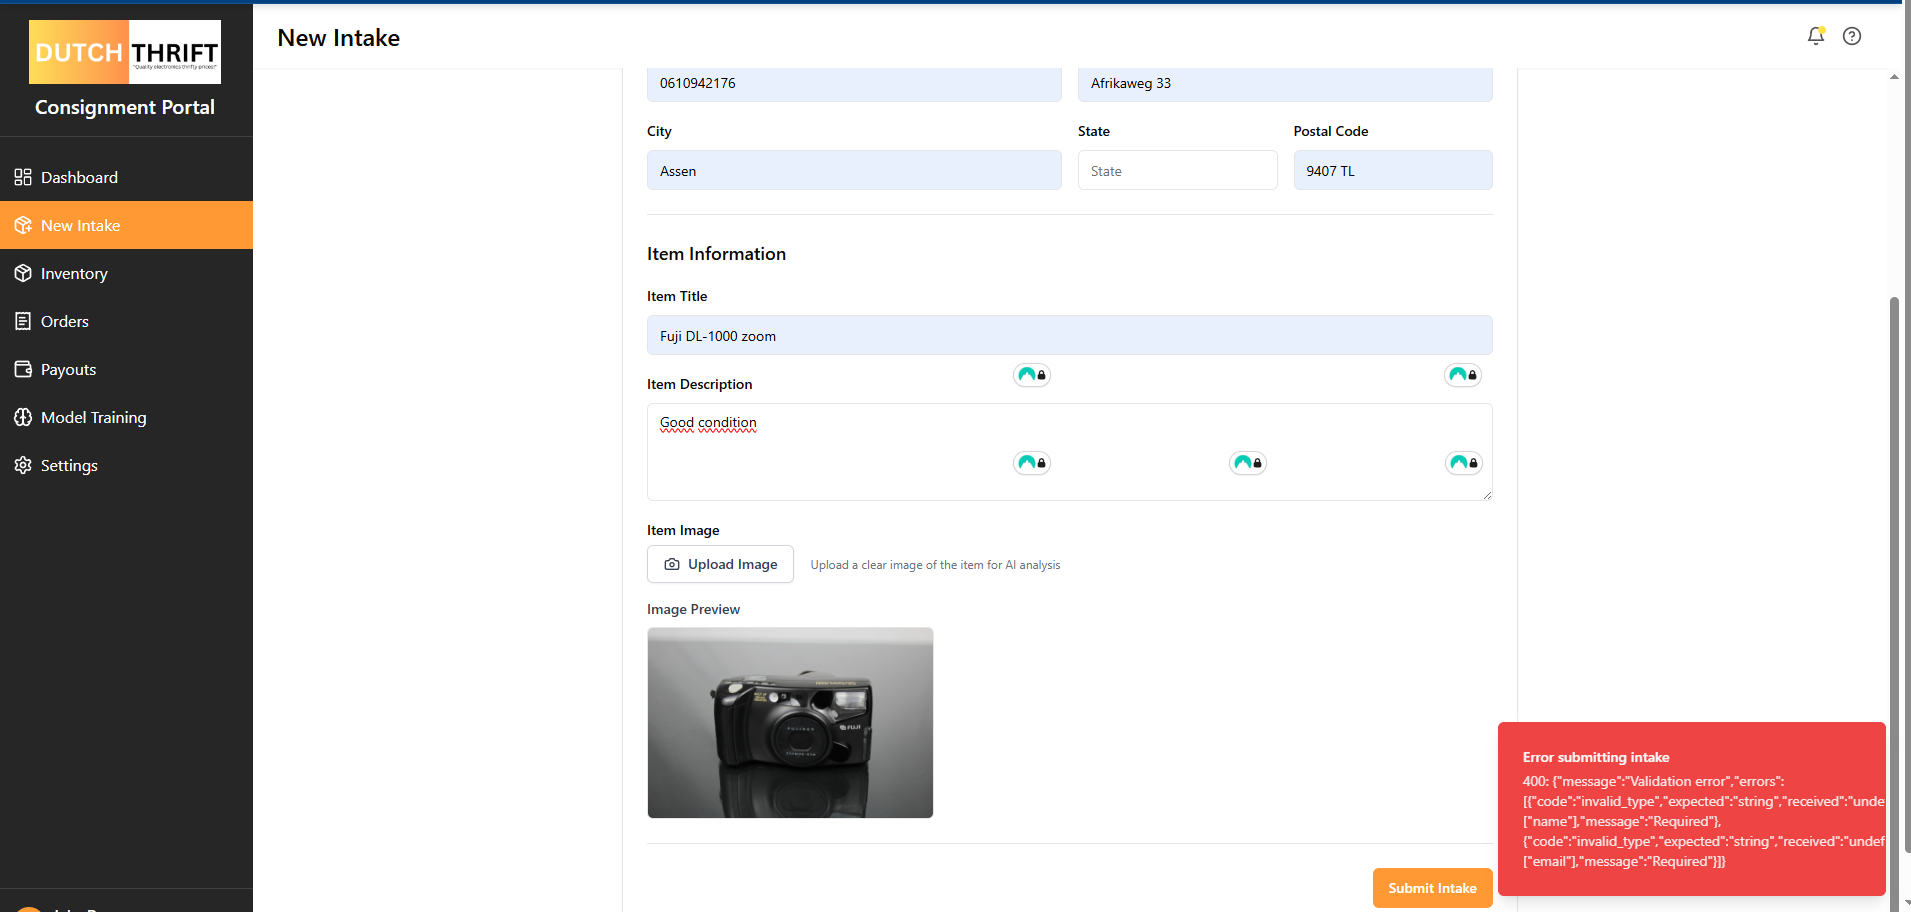 DUTCH THRIFT
"Quality electronics thrifty prices!"
Consignment Portal
Dashboard
New Intake
Inventory
Orders
Payouts
Model Training
Settings
New Intake
0610942176
Afrikaweg 33
City
State
Postal Code
Assen
State
9407 TL
Item Information
Item Title
Fuji DL-1000 zoom
Item Description
Good condition
Item Image
Upload Image
Upload a clear image of the item for AI analysis
Image Preview
FUJI
Submit Intake
Error submitting intake
400: {"message":"Validation error","errors":
[{"code":"invalid_type","expected":"string","received":"unde
["name"],"message":"Required"},
{"code":"invalid_type","expected":"string","received":"undef
["email"],"message":"Required"}]}